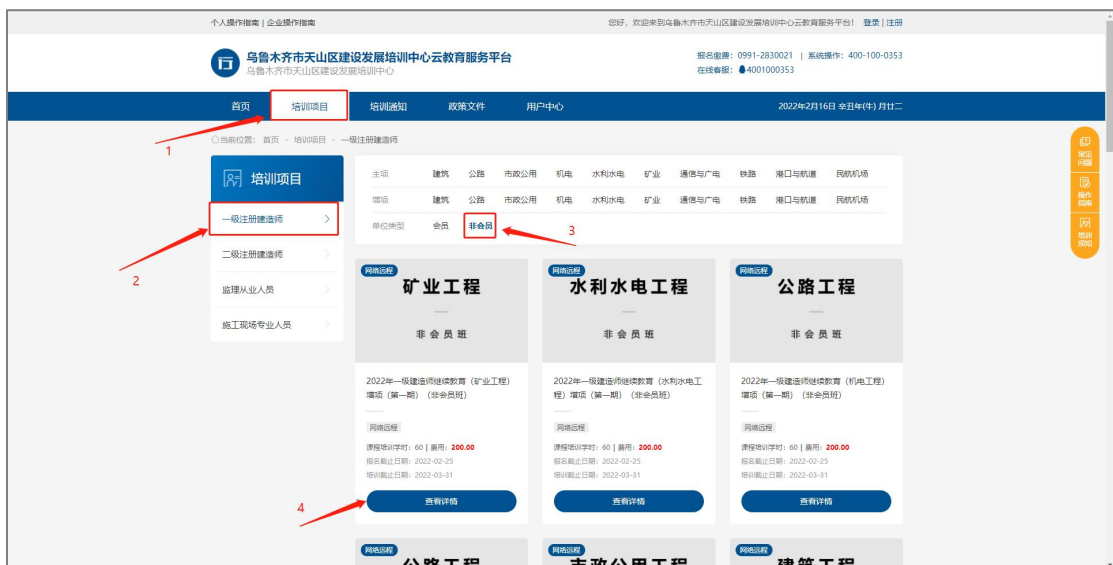 个人操作指南 | 企业操作指南
您好，欢迎来到乌鲁木齐市天山区建设发展培训中心云教育服务平台！ 登录 | 注册
乌鲁木齐市天山区建设发展培训中心云教育服务平台
乌鲁木齐市天山区建设发展培训中心
报名缴费：0991-2830021 | 系统操作：400-100-0353
在线客服：4001000353
首页 培训项目 培训通知 政策文件 用户中心 2022年2月16日 辛丑年(牛) 月廿二
1
当前位置： 首页 - 培训项目 - 一级注册建造师
常见问题
操作指南
培训须知
培训项目
一级注册建造师
二级注册建造师
监理从业人员
施工现场专业人员
2
主项 建筑 公路 市政公用 机电 水利水电 矿业 通信与广电 铁路 港口与航道 民航机场
增项 建筑 公路 市政公用 机电 水利水电 矿业 通信与广电 铁路 港口与航道 民航机场
单位类型 会员 非会员
3
网络远程
矿业工程
非会员班
2022年一级建造师继续教育（矿业工程）
增项（第一期）（非会员班）
网络远程
课程培训学时：60 | 费用：200.00
报名截止日期：2022-02-25
培训截止日期：2022-03-31
查看详情
4
网络远程
水利水电工程
非会员班
2022年一级建造师继续教育（水利水电工
程）增项（第一期）（非会员班）
网络远程
课程培训学时：60 | 费用：200.00
报名截止日期：2022-02-25
培训截止日期：2022-03-31
查看详情
网络远程
公路工程
非会员班
2022年一级建造师继续教育（机电工程）
增项（第一期）（非会员班）
网络远程
课程培训学时：60 | 费用：200.00
报名截止日期：2022-02-25
培训截止日期：2022-03-31
查看详情
网络远程
公路工程
网络远程
市政公用工程
网络远程
建筑工程